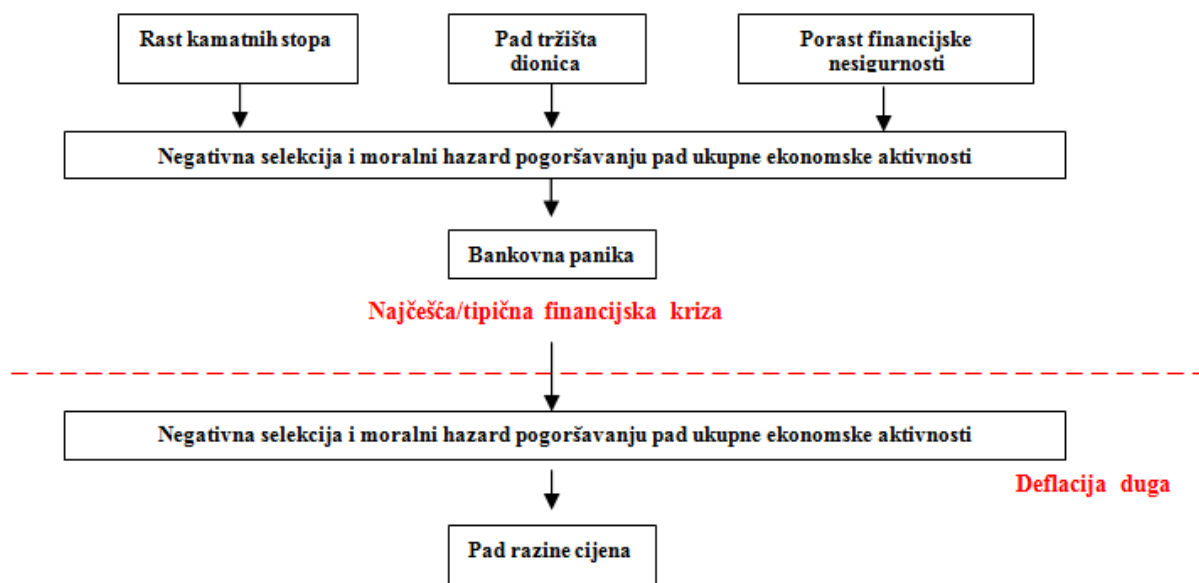 Rast kamatnih stopa
Pad tržišta
dionica
Porast financijske
nesigurnosti
Negativna selekcija i moralni hazard pogoršavanju pad ukupne ekonomske aktivnosti
Bankovna panika
Najčešća/tipična financijska kriza
Negativna selekcija i moralni hazard pogoršavanju pad ukupne ekonomske aktivnosti
Deflacija duga
Pad razine cijena